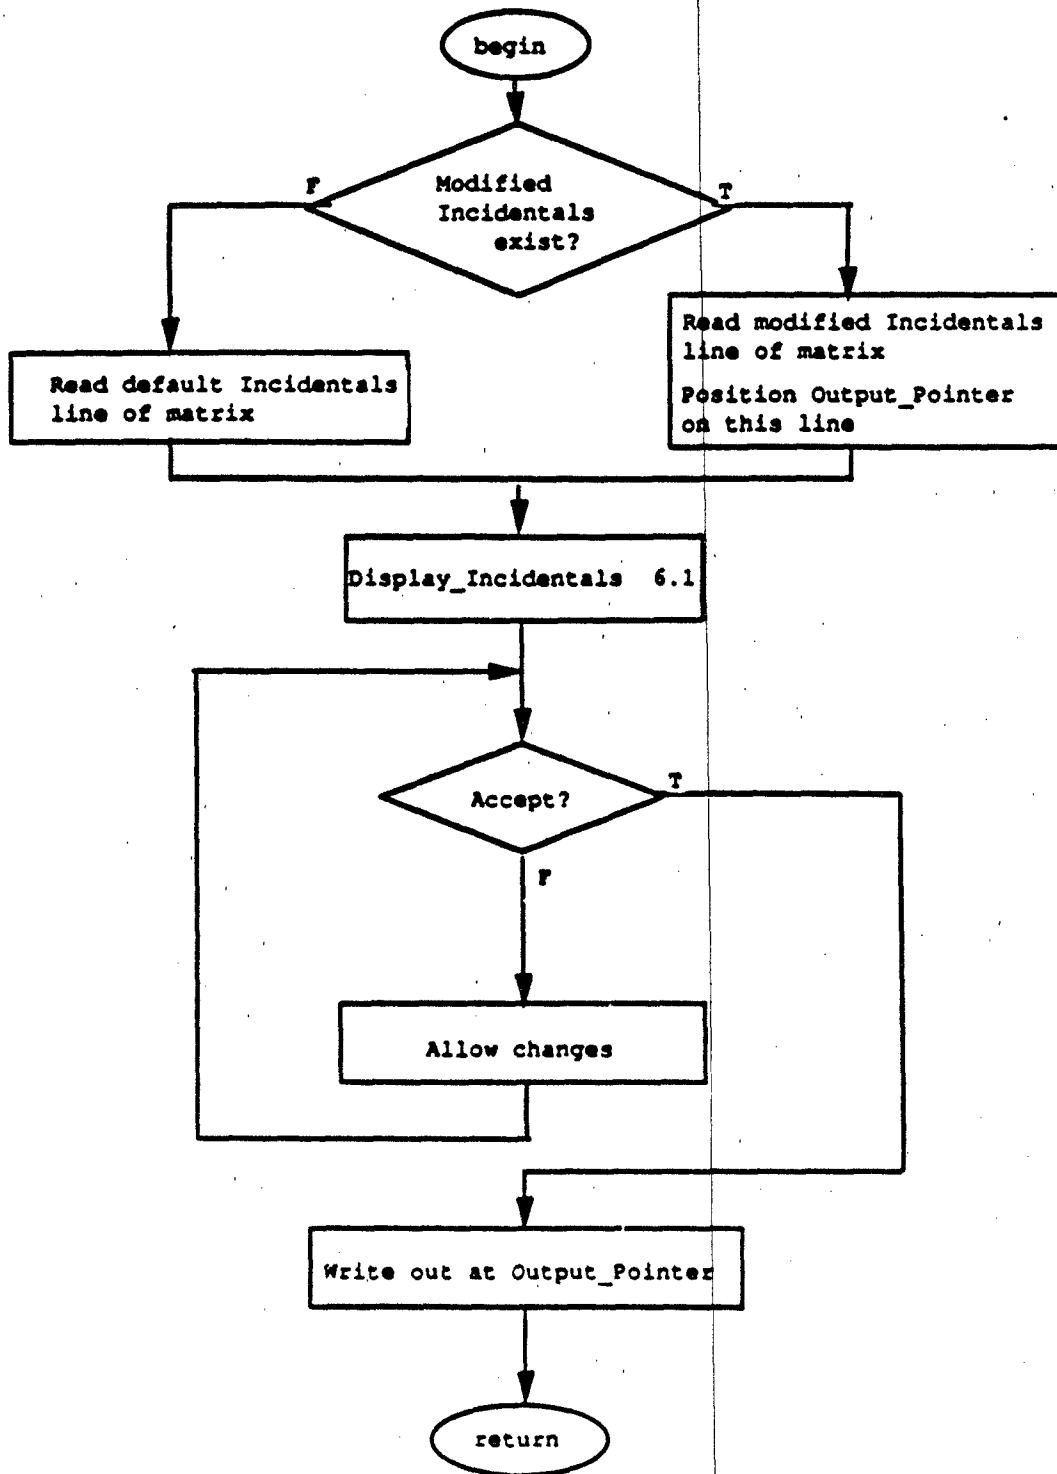 begin
F
T
Modified
Incidentals
exist?
Read modified Incidentals
line of matrix
Position Output_Pointer
on this line
Read default Incidentals
line of matrix
Display_Incidentals 6.1
Accept?
T
F
Allow changes
Write out at Output_Pointer
return